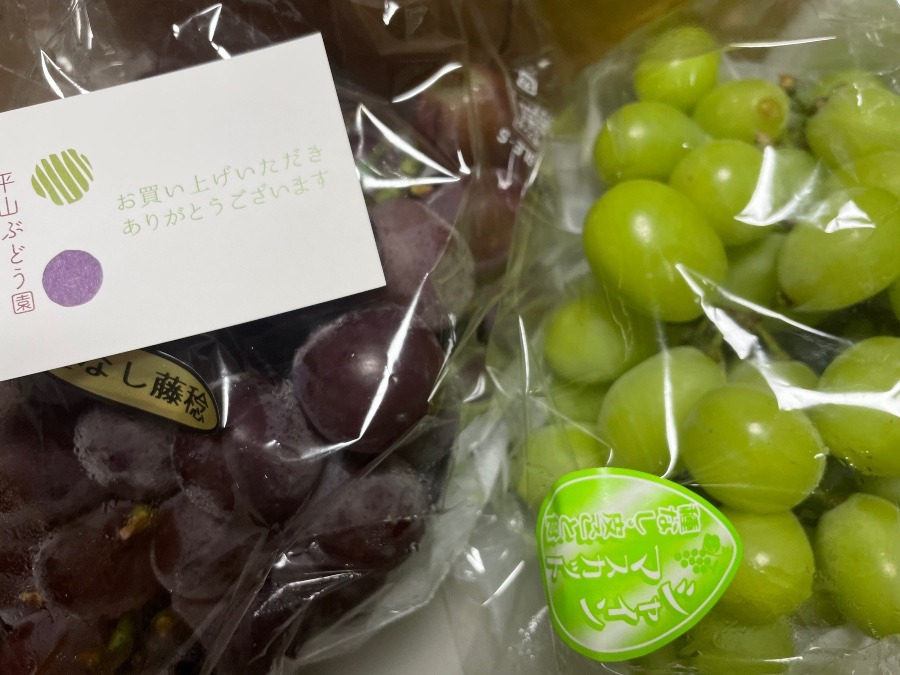 平山ぶどう園
お買い上げいただき
ありがとうございます
なし藤稔
シャイン
マスカット
種なし・皮ごと可